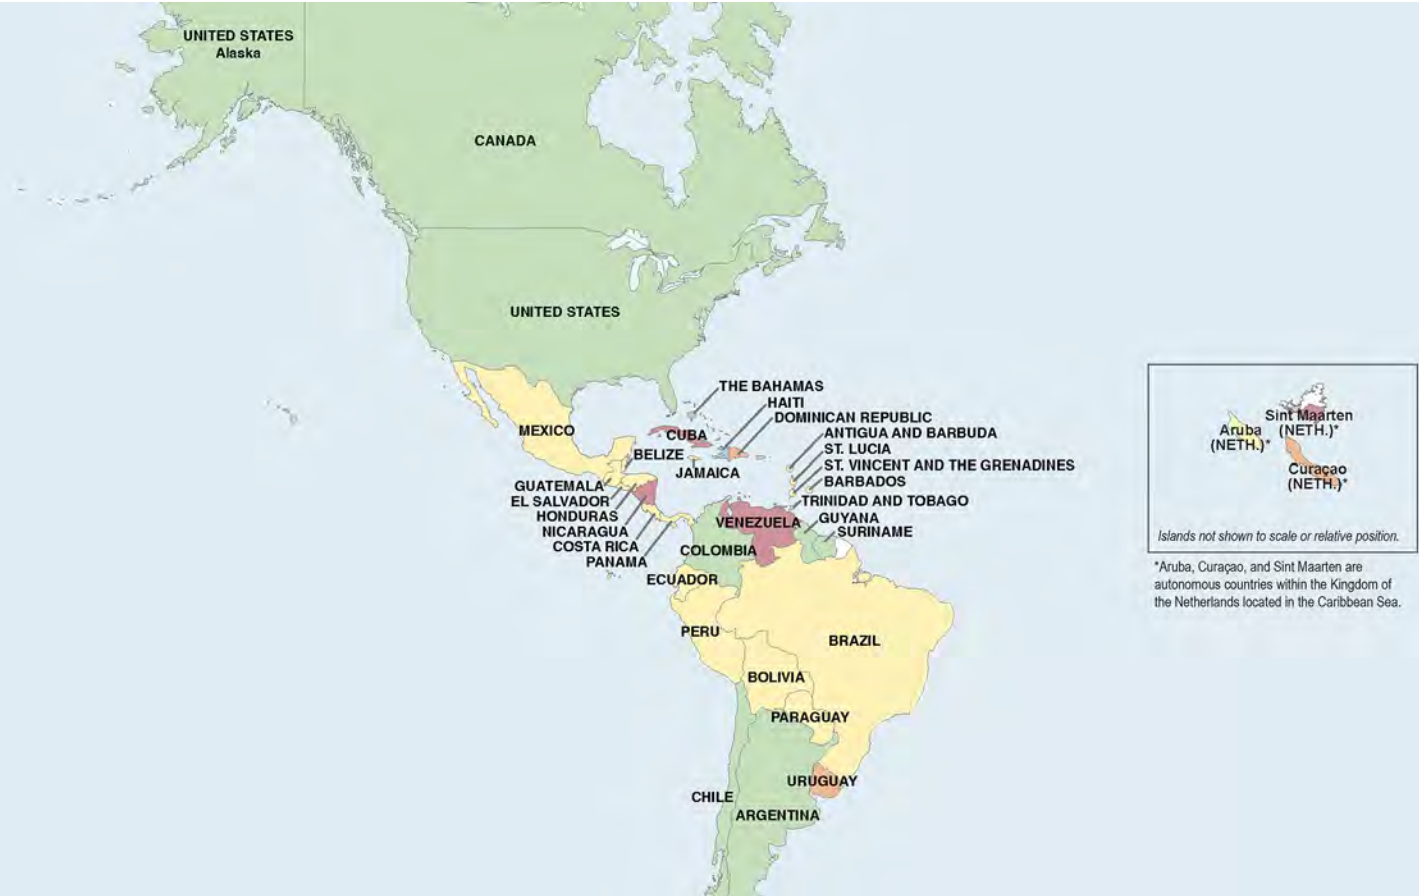 UNITED STATES
Alaska
CANADA
UNITED STATES
THE BAHAMAS
HAITI
DOMINICAN REPUBLIC
MEXICO
CUBA
ANTIGUA AND BARBUDA
ST. LUCIA
BELIZE
ST. VINCENT AND THE GRENADINES
JAMAICA
BARBADOS
GUATEMALA
EL SALVADOR
TRINIDAD AND TOBAGO
HONDURAS
VENEZUELA
GUYANA
NICARAGUA
SURINAME
COSTA RICA
COLOMBIA
PANAMA
ECUADOR
PERU
BRAZIL
BOLIVIA
PARAGUAY
URUGUAY
CHILE
ARGENTINA
Sint Maarten
(NETH.)*
Aruba
(NETH.)*
Curaçao
(NETH.)*
Islands not shown to scale or relative position.
*Aruba, Curaçao, and Sint Maarten are
autonomous countries within the Kingdom of
the Netherlands located in the Caribbean Sea.